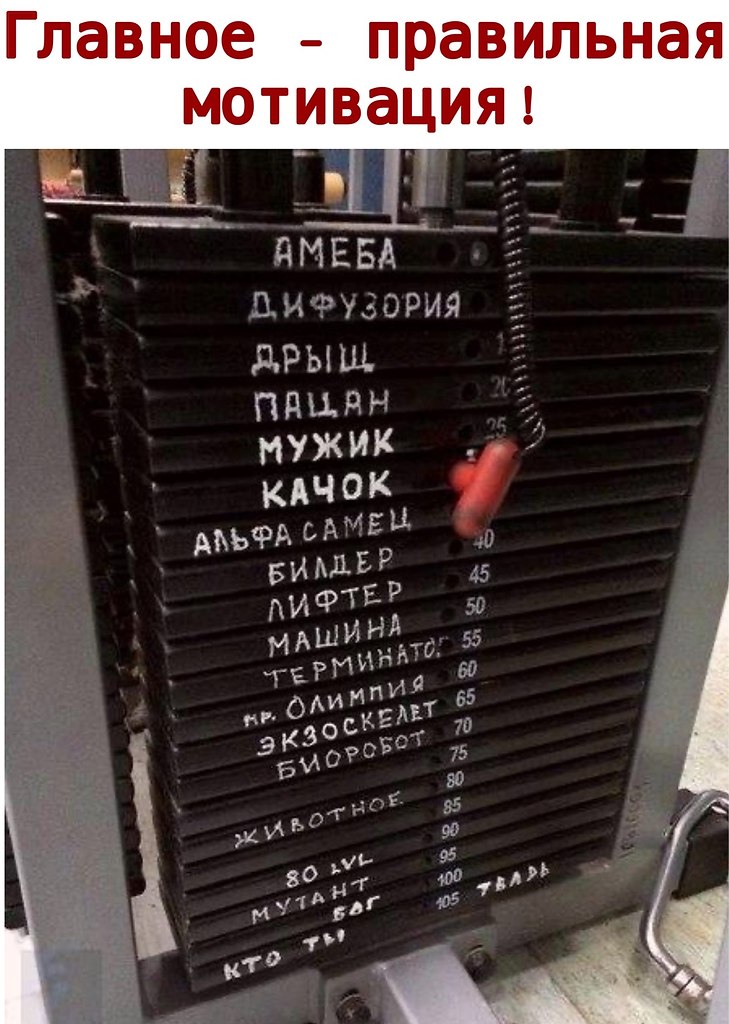 Главное - правильная
мотивация!
АМЕБА
ДИФУЗОРИЯ
ДРЫЩ
ПАЦАН 20
МУЖИК 25
КАЧОК
АЛЬФА САМЕЦ
40
БИЛДЕР 45
ЛИФТЕР 50
МАШИНА 55
ТЕРМИНАТОР 60
мр. ОЛИМПИЯ 65
ЭКЗОСКЕЛЕТ 70
БИОРОБОТ 75
80
ЖИВОТНОЕ 85
90
80 LVL 95
МУТАНТ 100
БОГ 105
КТО ТЫ ТВАРЬ